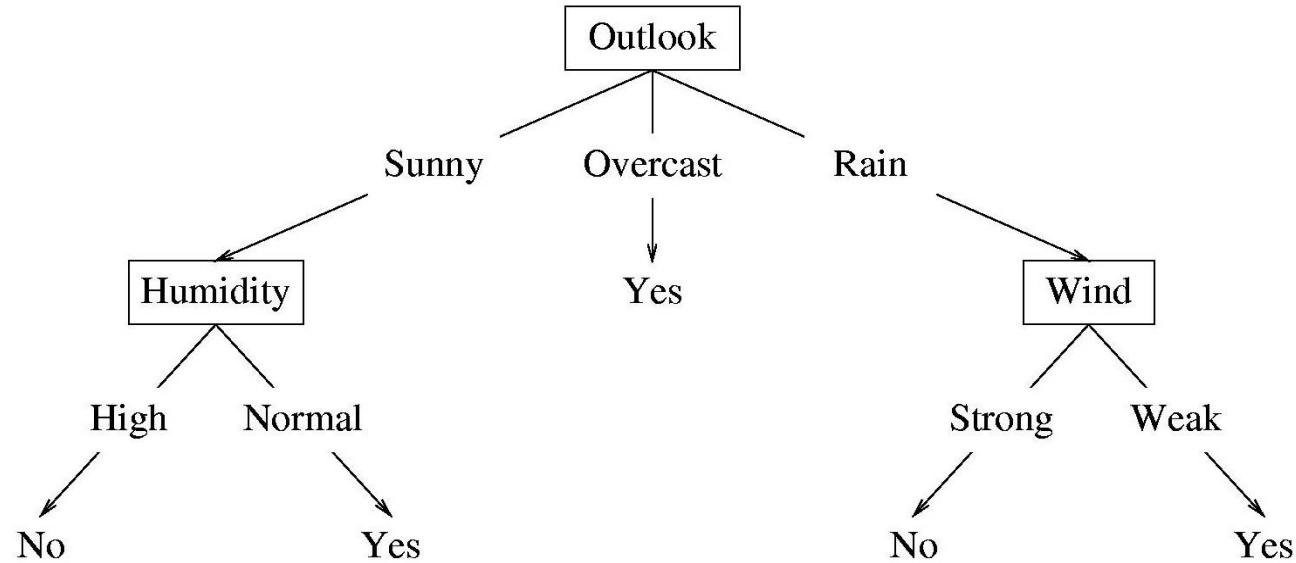 Outlook
Sunny Overcast Rain
Humidity Yes Wind
High Normal Strong Weak
No Yes No Yes